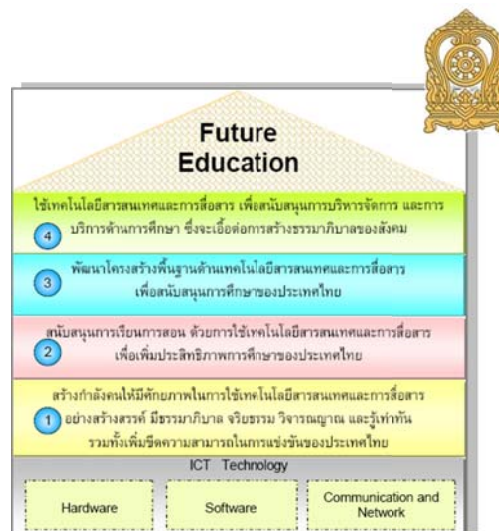 Future
Education
ใช้เทคโนโลยีสารสนเทศและการสื่อสาร เพื่อสนับสนุนการบริหารจัดการ และการ
4 บริการด้านการศึกษา ซึ่งจะเอื้อต่อการสร้างธรรมาภิบาลของสังคม
3 พัฒนาโครงสร้างพื้นฐานด้านเทคโนโลยีสารสนเทศและการสื่อสาร
เพื่อสนับสนุนการศึกษาของประเทศไทย
สนับสนุนการเรียนการสอน ด้วยการใช้เทคโนโลยีสารสนเทศและการสื่อสาร
2 เพื่อเพิ่มประสิทธิภาพการศึกษาของประเทศไทย
สร้างกำลังคนให้มีศักยภาพในการใช้เทคโนโลยีสารสนเทศและการสื่อสาร
1 อย่างสร้างสรรค์ มีธรรมาภิบาล จริยธรรม วิจารณญาณ และรู้เท่าทัน
รวมทั้งเพิ่มขีดความสามารถในการแข่งขันของประเทศไทย
ICT Technology
Hardware
Software
Communication and
Network